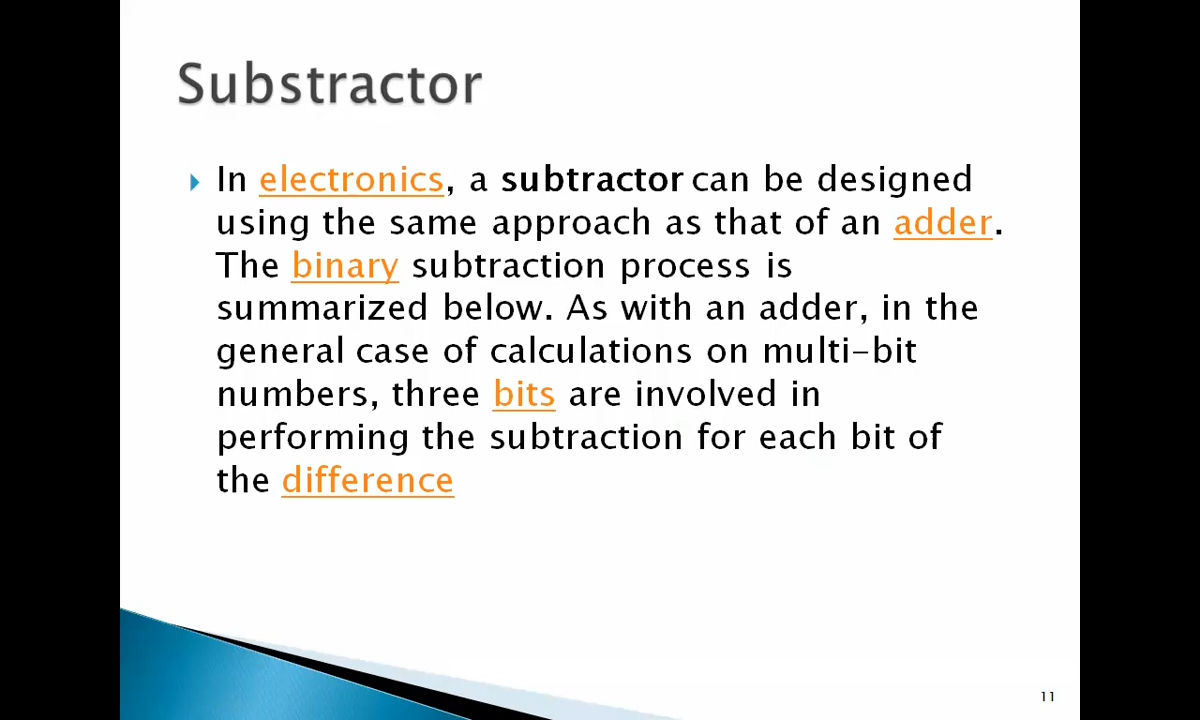 Substractor
In electronics, a subtractor can be designed
using the same approach as that of an adder.
The binary subtraction process is
summarized below. As with an adder, in the
general case of calculations on multi-bit
numbers, three bits are involved in
performing the subtraction for each bit of
the difference
11